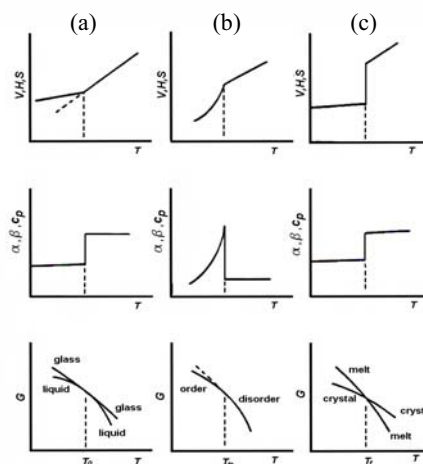 (a) (b) (c)
V,H,S V,H,S V,H,S
T T T
α,β,cp α,β,cp α,β,cp
T T T
glass
liquid
glass
liquid
G
T
order
disorder
G
T
melt
crystal
melt
G
T